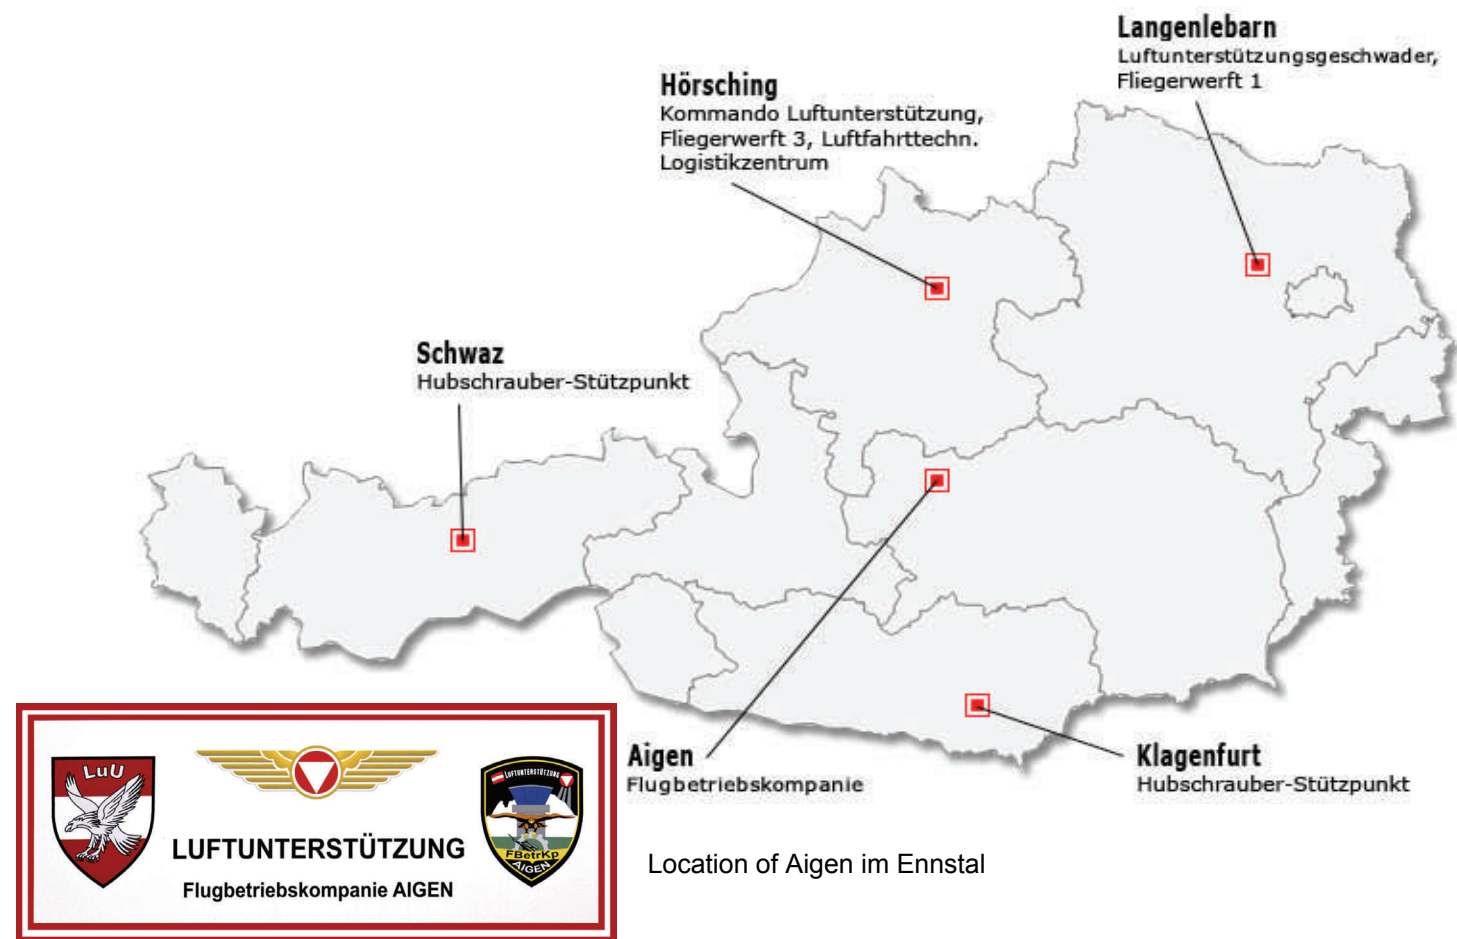 Langenlebarn
Luftunterstützungsgeschwader,
Fliegerwerft 1
Hörsching
Kommando Luftunterstützung,
Fliegerwerft 3, Luftfahrttechn.
Logistikzentrum
Schwaz
Hubschrauber-Stützpunkt
Aigen
Flugbetriebskompanie
Klagenfurt
Hubschrauber-Stützpunkt
LuU
LUFTUNTERSTÜTZUNG
FBetrKp
AIGEN
LUFTUNTERSTÜTZUNG
Flugbetriebskompanie AIGEN
Location of Aigen im Ennstal